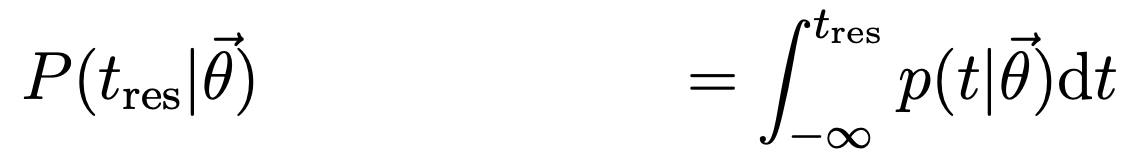 P(t_res|θ⃗) = ∫_{-∞}^{t_res} p(t|θ⃗)dt